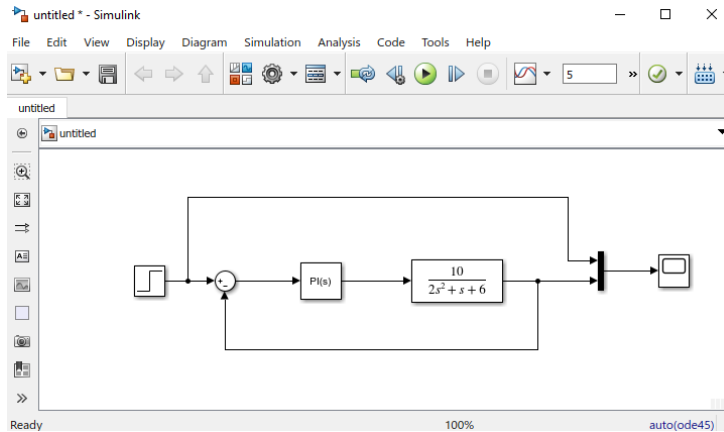 untitled * - Simulink
File Edit View Display Diagram Simulation Analysis Code Tools Help
5 »
untitled
untitled
A
+
-
PI(s)
10
2s² + s + 6
»
Ready 100% auto(ode45)